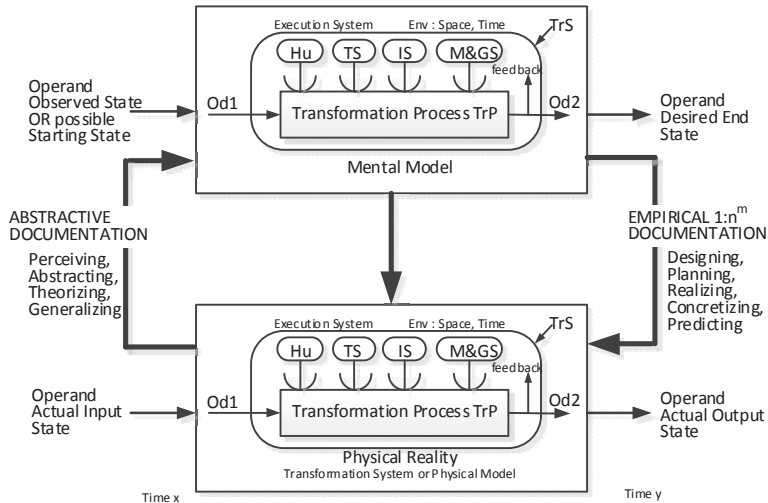 Execution System Env : Space, Time
TrS
Hu TS IS M&GS
feedback
Operand
Observed State
OR possible
Starting State
Od1
Transformation Process TrP
Od2
Operand
Desired End
State
Mental Model
ABSTRACTIVE
DOCUMENTATION
Perceiving,
Abstracting,
Theorizing,
Generalizing
EMPIRICAL 1:n^m
DOCUMENTATION
Designing,
Planning,
Realizing,
Concretizing,
Predicting
Execution System Env : Space, Time
TrS
Hu TS IS M&GS
feedback
Operand
Actual Input
State
Od1
Transformation Process TrP
Od2
Operand
Actual Output
State
Physical Reality
Transformation System or Physical Model
Time x
Time y